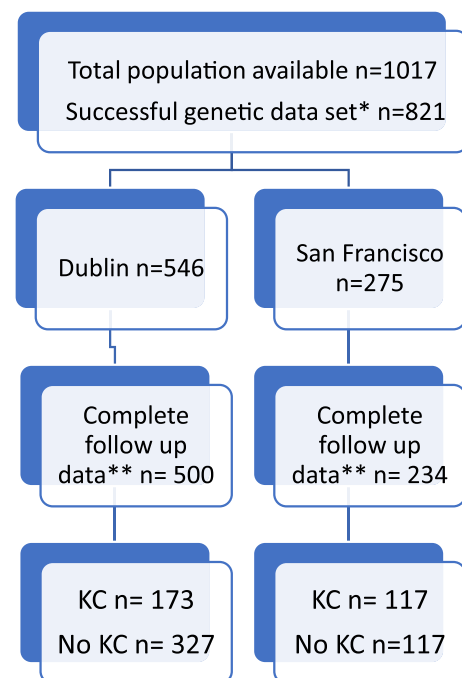 Total population available n=1017
Successful genetic data set* n=821
Dublin n=546
San Francisco
n=275
Complete
follow up
data** n= 500
Complete
follow up
data** n= 234
KC n= 173
No KC n= 327
KC n= 117
No KC n=117